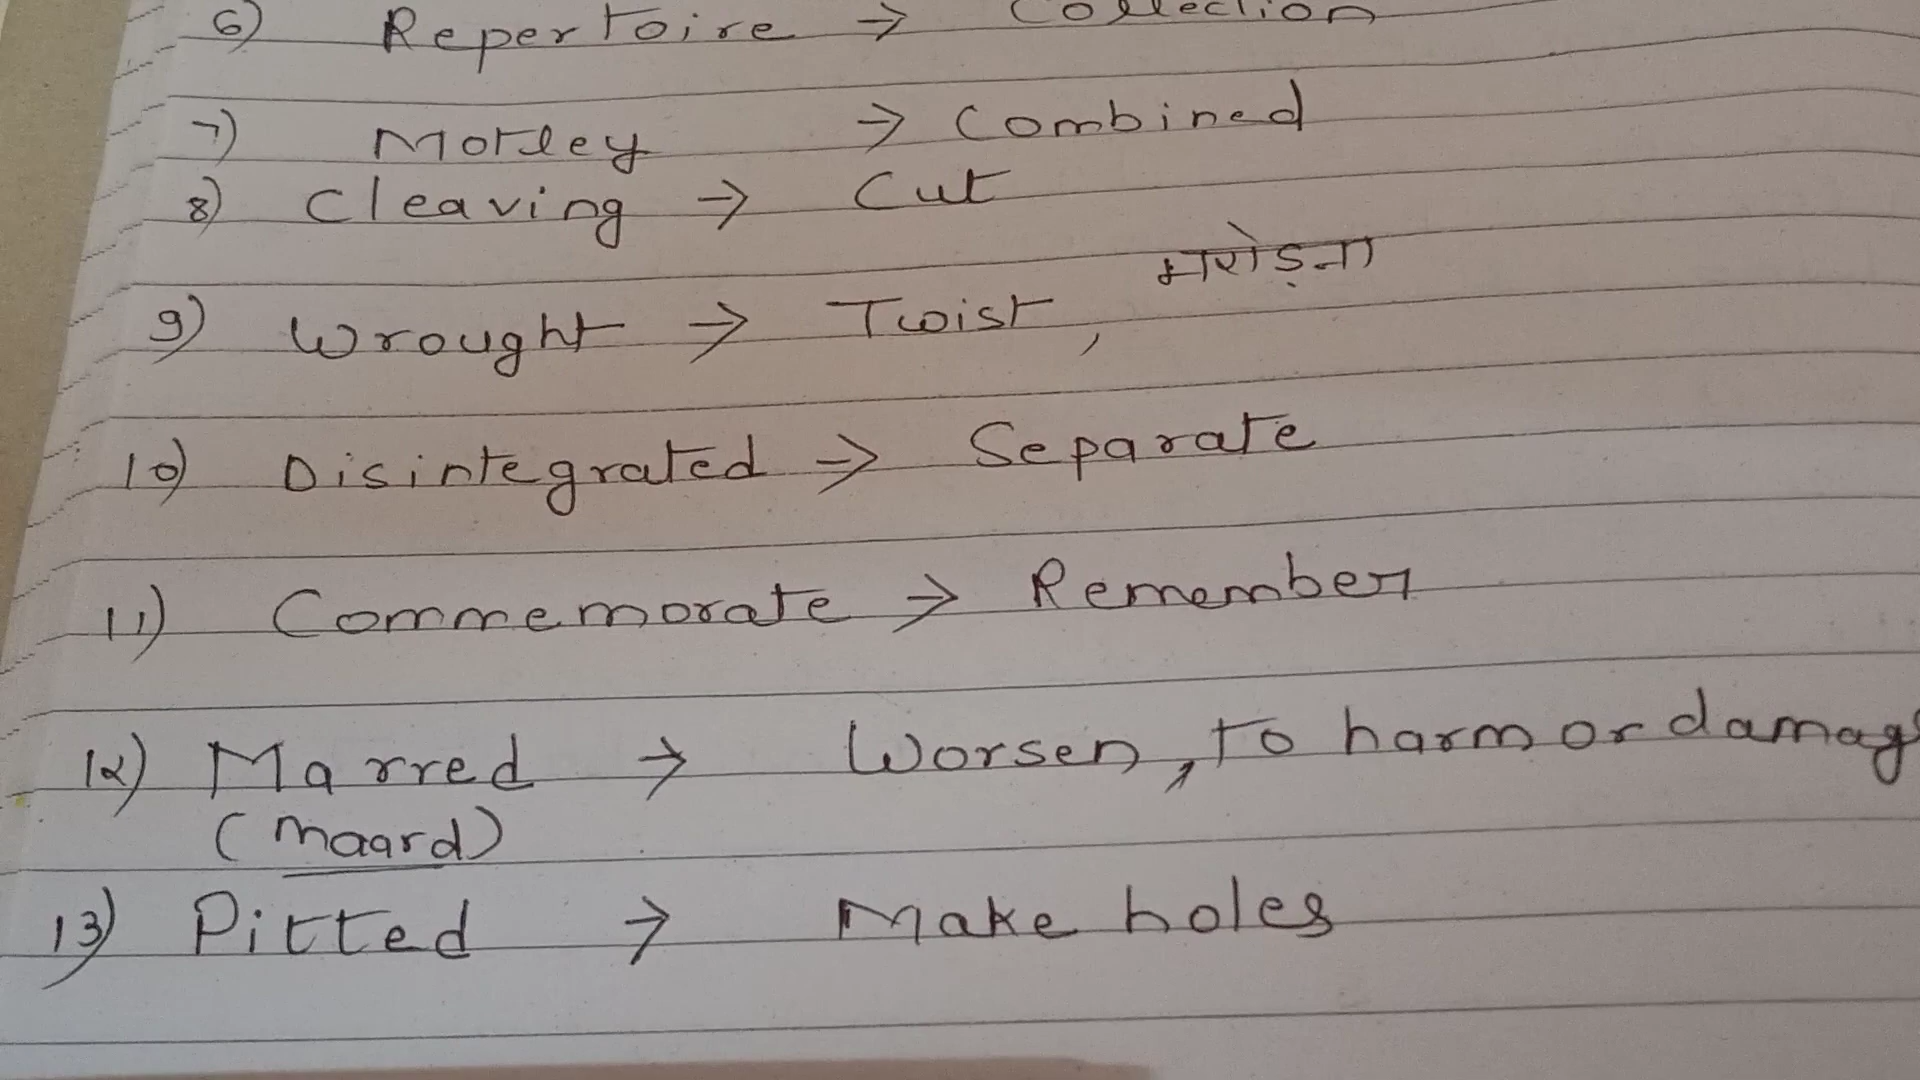 6) Repertoire → Collection
7) Motley → Combined
8) Cleaving → Cut
9) Wrought → Twist, मरोड़ना
10) Disintegrated → Separate
11) Commemorate → Remember
12) Marred → Worsen, to harm or damage
(maard)
13) Pitted → Make holes